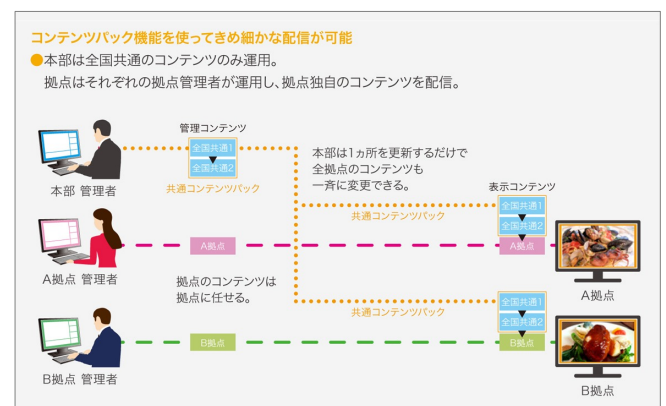 コンテンツパック機能を使ってきめ細かな配信が可能
●本部は全国共通のコンテンツのみ運用。
拠点はそれぞれの拠点管理者が運用し、拠点独自のコンテンツを配信。
管理コンテンツ
全国共通1
全国共通2
共通コンテンツパック
本部 管理者
本部は1ヵ所を更新するだけで
全拠点のコンテンツも
一斉に変更できる。
表示コンテンツ
共通コンテンツパック
全国共通1
全国共通2
A拠点
A拠点
A拠点 管理者
A拠点
拠点のコンテンツは
拠点に任せる。
共通コンテンツパック
全国共通1
全国共通2
B拠点
B拠点
B拠点 管理者
B拠点